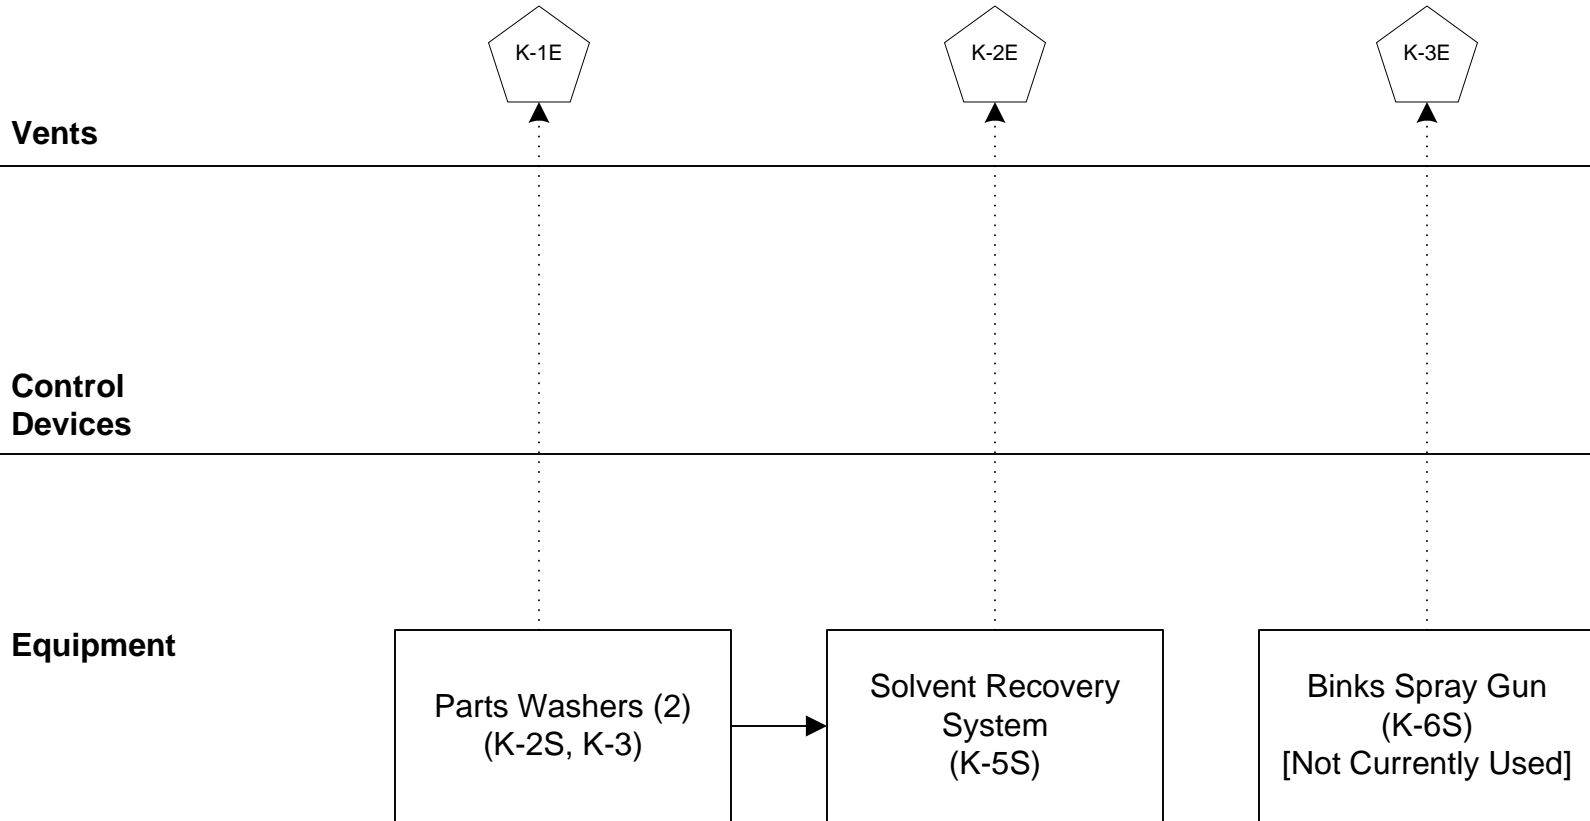 K-1E
K-2E
K-3E
Vents
Control
Devices
Equipment
Parts Washers (2)
(K-2S, K-3)
Solvent Recovery
System
(K-5S)
Binks Spray Gun
(K-6S)
[Not Currently Used]